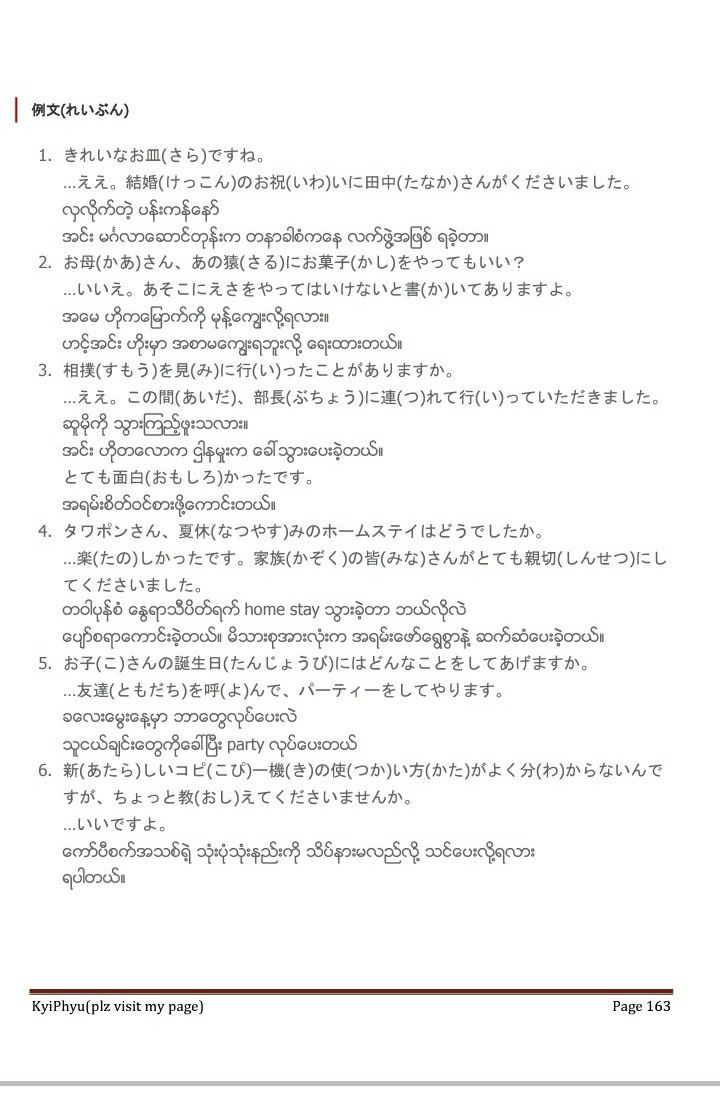 例文(れいぶん)
1. きれいなお皿(さら)ですね。
…ええ。結婚(けっこん)のお祝(いわ)いに田中(たなか)さんがくださいました。
လှလိုက်တဲ့ ပန်းကန်နော်
အင်း မင်္ဂလာဆောင်တုန်းက တနာခါစံကနေ လက်ဖွဲ့အဖြစ် ရခဲ့တာ။
2. お母(かあ)さん、あの猿(さる)にお菓子(かし)をやってもいい？
…いいえ。あそこにえさをやってはいけないと書(か)いてありますよ。
အမေ ဟိုကမြောက်ကို မုန့်ကျွေးလို့ရလား။
ဟင့်အင်း ဟိုးမှာ အစာမကျွေးရဘူးလို့ ရေးထားတယ်။
3. 相撲(すもう)を見(み)に行(い)ったことがありますか。
…ええ。この間(あいだ)、部長(ぶちょう)に連(つ)れて行(い)っていただきました。
ဆူမိုကို သွားကြည့်ဖူးသလား။
အင်း ဟိုတလောက ဌါနမှူးက ခေါ်သွားပေးခဲ့တယ်။
とても面白(おもしろ)かったです。
အရမ်းစိတ်ဝင်စားဖို့ကောင်းတယ်။
4. タワポンさん、夏休(なつやす)みのホームステイはどうでしたか。
…楽(たの)しかったです。家族(かぞく)の皆(みな)さんがとても親切(しんせつ)にし
てくださいました。
တဝါပုန်စံ နွေရာသီပိတ်ရက် home stay သွားခဲ့တာ ဘယ်လိုလဲ
ပျော်စရာကောင်းခဲ့တယ်။ မိသားစုအားလုံးက အရမ်းဖော်ရွေစွာနဲ့ ဆက်ဆံပေးခဲ့တယ်။
5. お子(こ)さんの誕生日(たんじょうび)にはどんなことをしてあげますか。
…友達(ともだち)を呼(よ)んで、パーティーをしてやります。
ခလေးမွေးနေ့မှာ ဘာတွေလုပ်ပေးလဲ
သူငယ်ချင်းတွေကိုခေါ်ပြီး party လုပ်ပေးတယ်
6. 新(あたら)しいコピ(こぴ)一機(き)の使(つか)い方(かた)がよく分(わ)からないんで
すが、ちょっと教(おし)えてくださいませんか。
…いいですよ。
ကော်ပီစက်အသစ်ရဲ့ သုံးပုံသုံးနည်းကို သိပ်နားမလည်လို့ သင်ပေးလို့ရလား
ရပါတယ်။
KyiPhyu(plz visit my page) Page 163